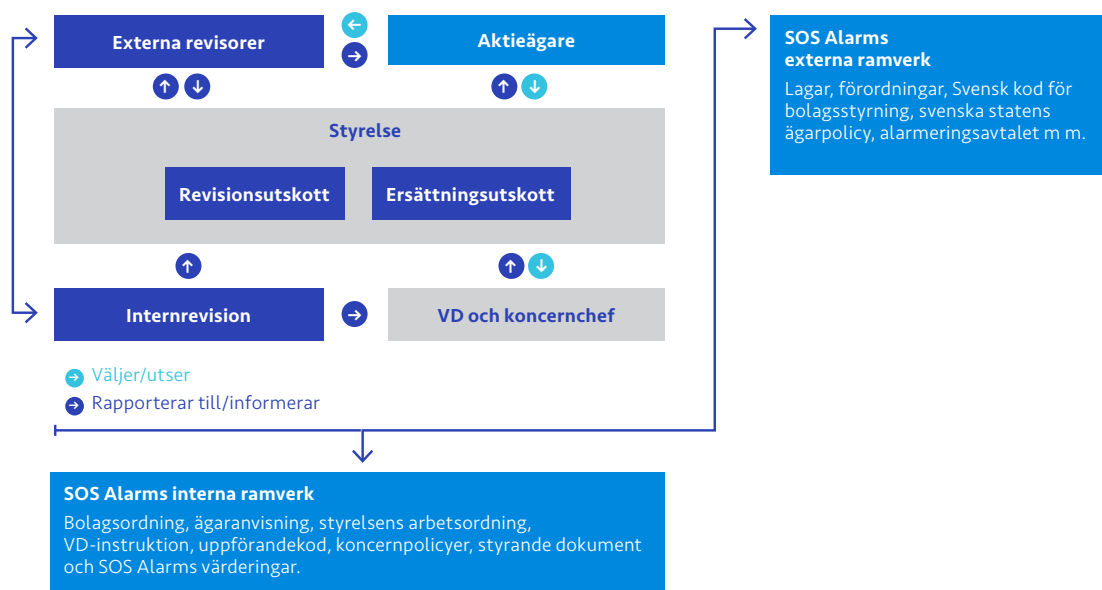 Externa revisorer
Aktieägare
Styrelse
Revisionsutskott
Ersättningsutskott
Internrevision
VD och koncernchef
Väljer/utser
Rapporterar till/informerar
SOS Alarms interna ramverk
Bolagsordning, ägaranvisning, styrelsens arbetsordning,
VD-instruktion, uppförandekod, koncernpolicyer, styrande dokument
och SOS Alarms värderingar.
SOS Alarms
externa ramverk
Lagar, förordningar, Svensk kod för
bolagsstyrning, svenska statens
ägarpolicy, alarmeringsavtalet m m.